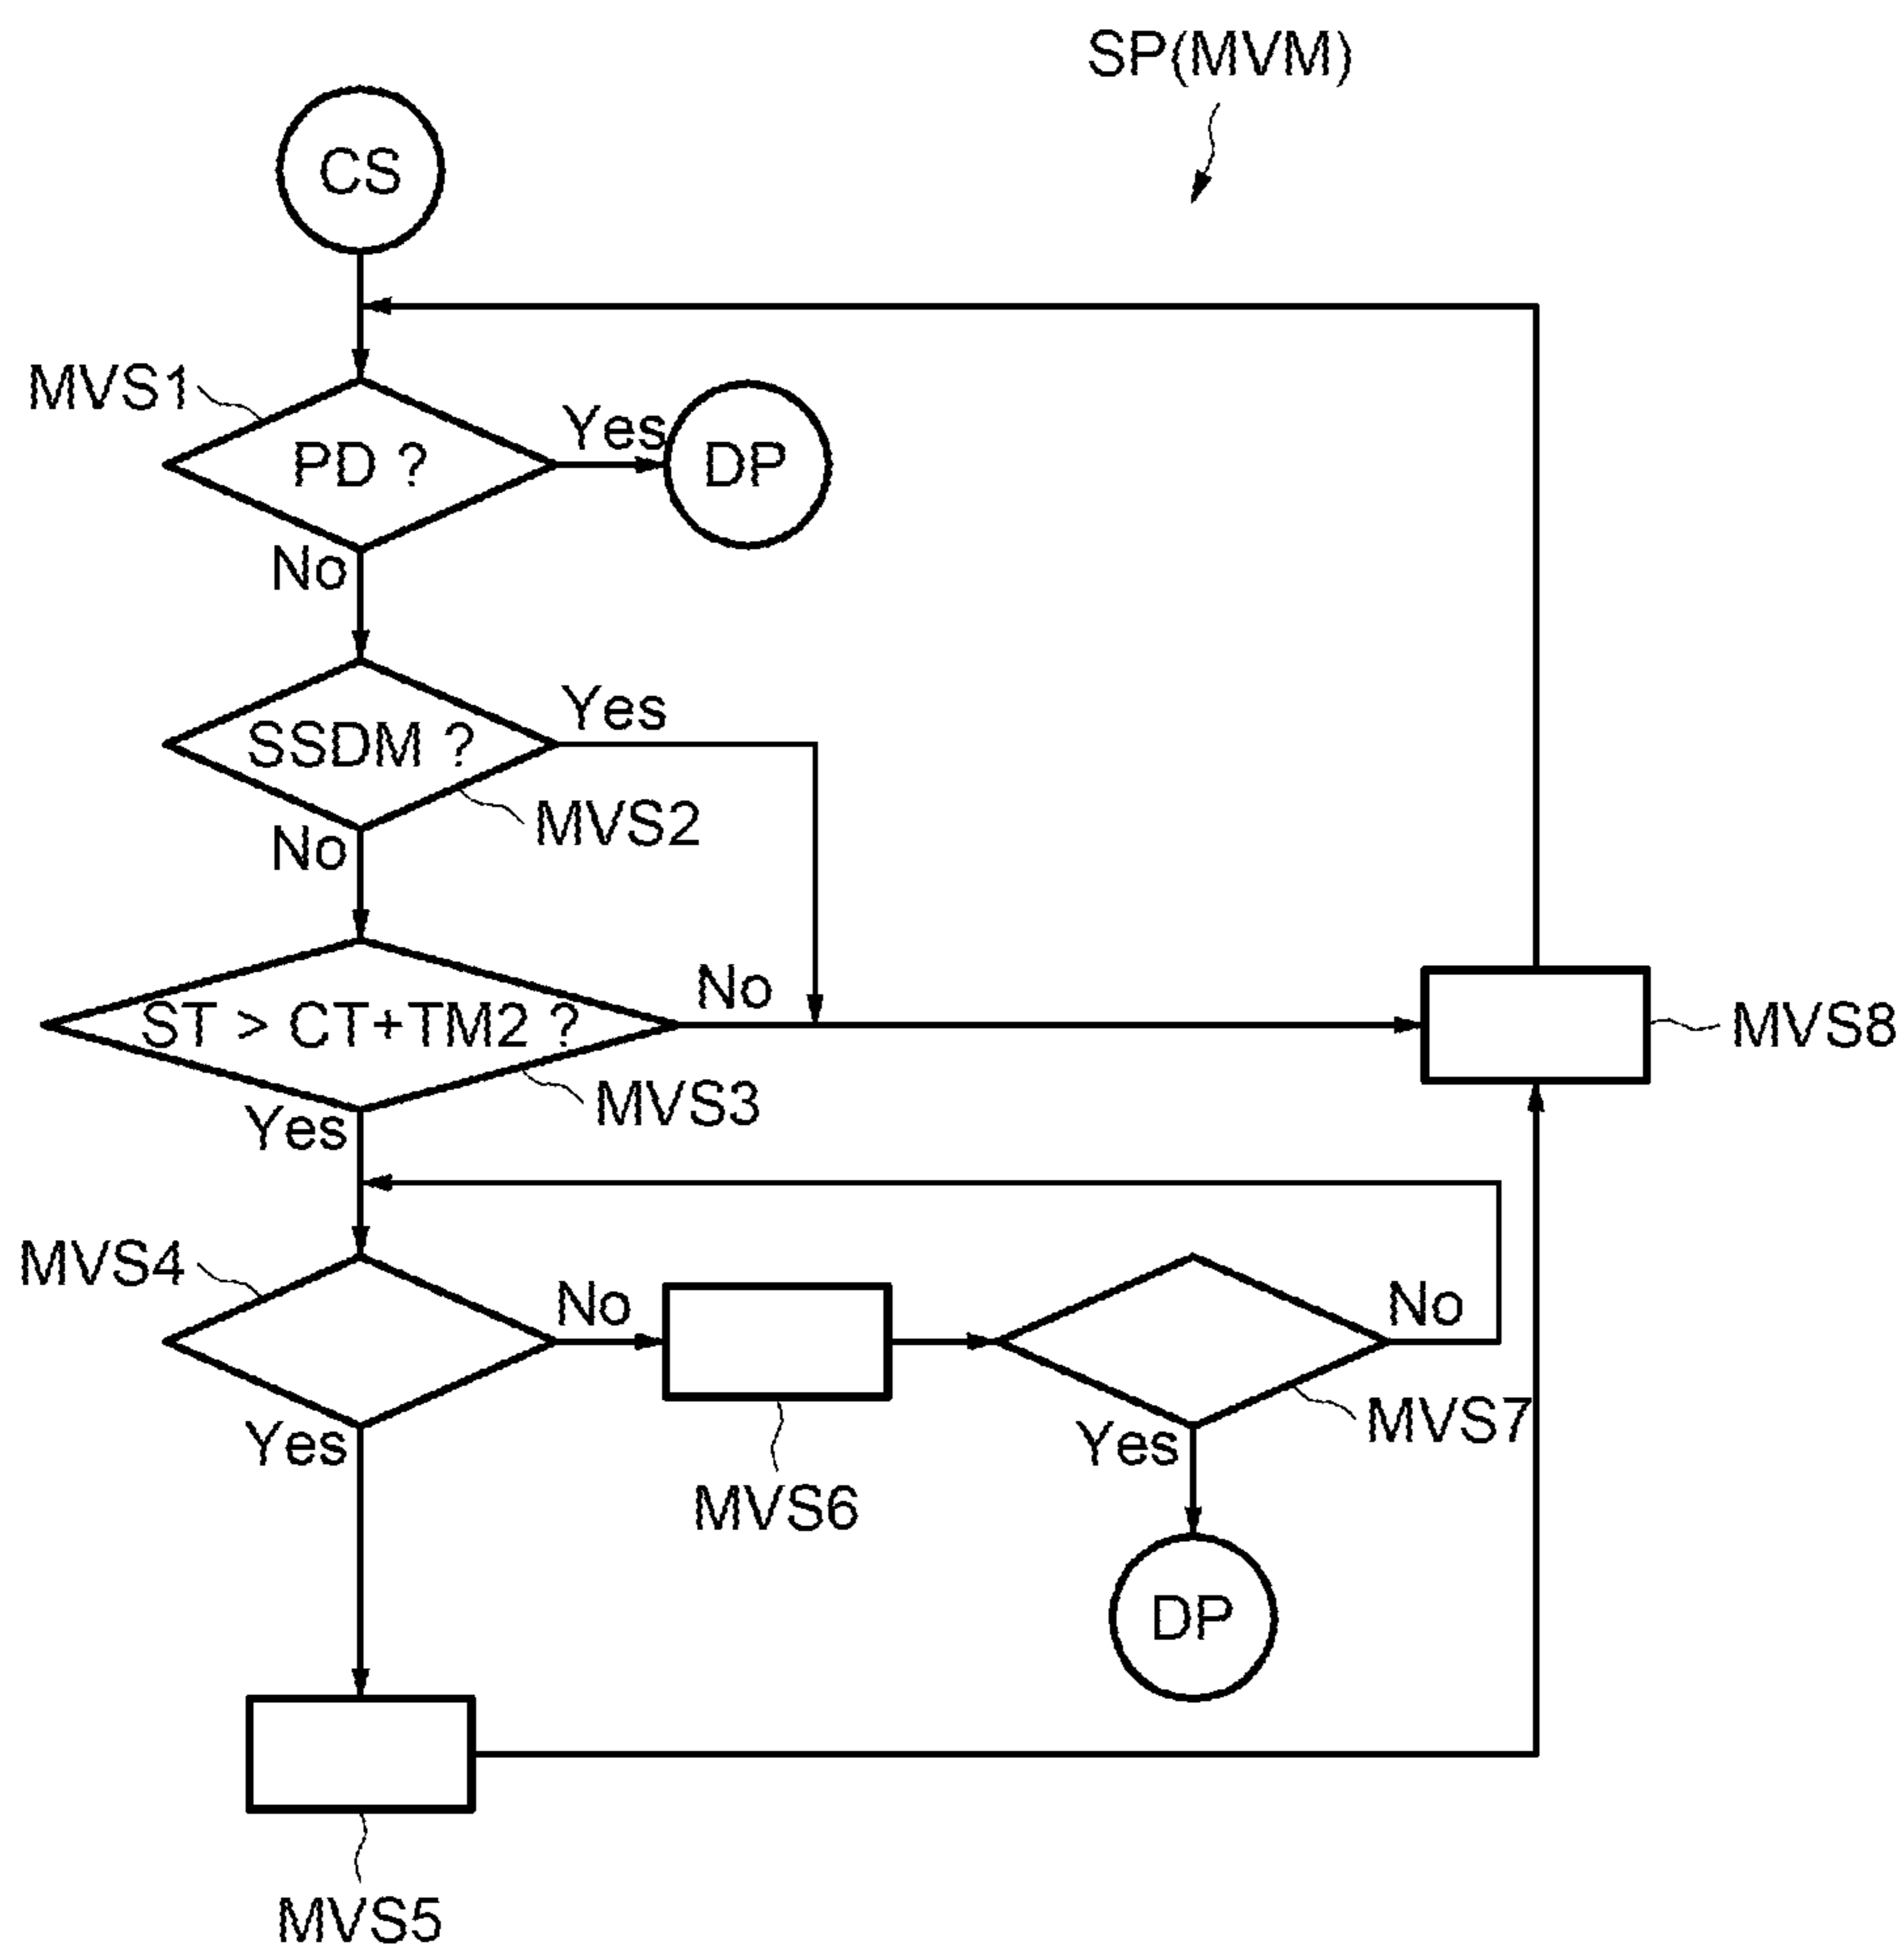 SP(MVM)
CS
MVS1
PD ?
Yes
DP
No
SSDM ?
Yes
MVS2
No
ST > CT+TM2 ?
No
MVS8
MVS3
Yes
MVS4
No
No
MVS7
Yes
Yes
MVS6
DP
MVS5